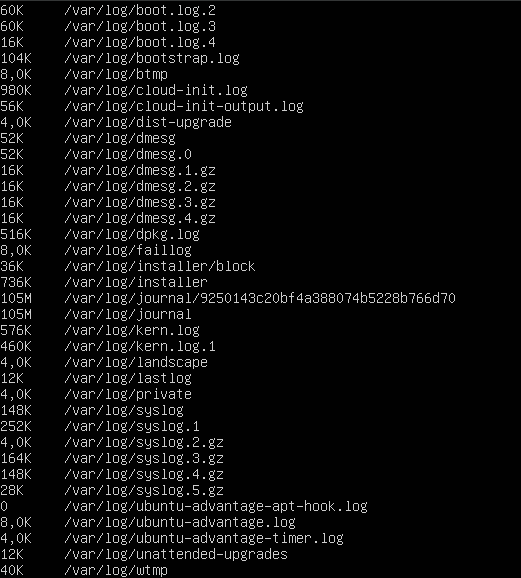 60K /var/log/boot.log.2
60K /var/log/boot.log.3
16K /var/log/boot.log.4
104K /var/log/bootstrap.log
8,0K /var/log/btmp
980K /var/log/cloud-init.log
56K /var/log/cloud-init-output.log
4,0K /var/log/dist-upgrade
52K /var/log/dmesg
52K /var/log/dmesg.0
16K /var/log/dmesg.1.gz
16K /var/log/dmesg.2.gz
16K /var/log/dmesg.3.gz
16K /var/log/dmesg.4.gz
516K /var/log/dpkg.log
8,0K /var/log/faillog
36K /var/log/installer/block
736K /var/log/installer
105M /var/log/journal/9250143c20bf4a388074b5228b766d70
105M /var/log/journal
576K /var/log/kern.log
460K /var/log/kern.log.1
4,0K /var/log/landscape
12K /var/log/lastlog
4,0K /var/log/private
148K /var/log/syslog
252K /var/log/syslog.1
4,0K /var/log/syslog.2.gz
164K /var/log/syslog.3.gz
148K /var/log/syslog.4.gz
28K /var/log/syslog.5.gz
0 /var/log/ubuntu-advantage-apt-hook.log
8,0K /var/log/ubuntu-advantage.log
4,0K /var/log/ubuntu-advantage-timer.log
12K /var/log/unattended-upgrades
40K /var/log/wtmp